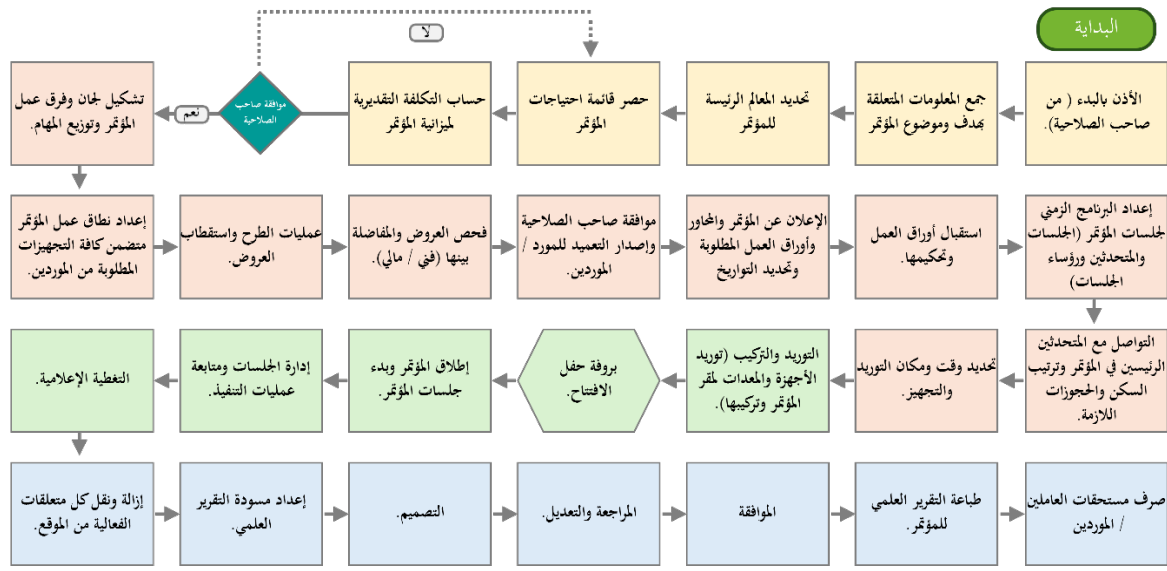 البداية
الأذن بالبدء ( من
صاحب الصلاحية).
جمع المعلومات المتعلقة
بهدف وموضوع المؤتمر
تحديد المعالم الرئيسة
للمؤتمر
حصر قائمة احتياجات
المؤتمر
حساب التكلفة التقديرية
لميزانية المؤتمر
موافقة صاحب
الصلاحية
لا
نعم
تشكيل لجان وفرق عمل
المؤتمر وتوزيع المهام.
إعداد نطاق عمل المؤتمر
متضمن كافة التجهيزات
المطلوبة من الموردين.
عمليات الطرح واستقطاب
العروض.
فحص العروض والمفاضلة
بينها (فني / مالي).
موافقة صاحب الصلاحية
وإصدار التعميد للمورد /
الموردين.
الإعلان عن المؤتمر والمحاور
وأوراق العمل المطلوبة
وتحديد التواريخ
استقبال أوراق العمل
وتحكيمها.
إعداد البرنامج الزمني
لجلسات المؤتمر (الجلسات
والمتحدثين ورؤساء
الجلسات)
التواصل مع المتحدثين
الرئيسين في المؤتمر وترتيب
السكن والحجوزات
اللازمة.
تحديد وقت ومكان التوريد
والتجهيز.
التوريد والتركيب (توريد
الأجهزة والمعدات لمقر
المؤتمر وتركيبها).
بروفة حفل
الافتتاح.
إطلاق المؤتمر وبدء
جلسات المؤتمر.
إدارة الجلسات ومتابعة
عمليات التنفيذ.
التغطية الإعلامية.
إزالة ونقل كل متعلقات
الفعالية من الموقع.
إعداد مسودة التقرير
العلمي.
التصميم.
المراجعة والتعديل.
الموافقة
طباعة التقرير العلمي
للمؤتمر.
صرف مستحقات العاملين
/ الموردين